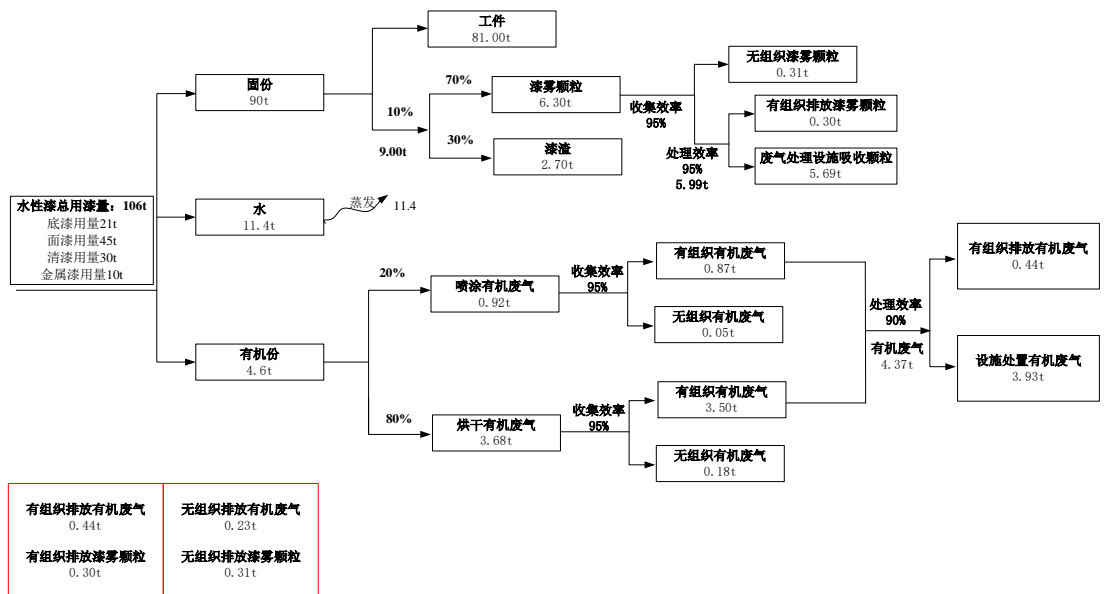 水性漆总用漆量：106t
底漆用量21t
面漆用量45t
清漆用量30t
金属漆用量10t
固份
90t
工件
81.00t
10%
9.00t
70%
漆雾颗粒
6.30t
30%
漆渣
2.70t
收集效率
95%
无组织漆雾颗粒
0.31t
处理效率
95%
5.99t
有组织排放漆雾颗粒
0.30t
废气处理设施吸收颗粒
5.69t
水
11.4t
蒸发
11.4
有机份
4.6t
20%
喷涂有机废气
0.92t
收集效率
95%
有组织有机废气
0.87t
无组织有机废气
0.05t
80%
烘干有机废气
3.68t
收集效率
95%
有组织有机废气
3.50t
无组织有机废气
0.18t
处理效率
90%
有机废气
4.37t
有组织排放有机废气
0.44t
设施处置有机废气
3.93t
有组织排放有机废气
0.44t
无组织排放有机废气
0.23t
有组织排放漆雾颗粒
0.30t
无组织排放漆雾颗粒
0.31t